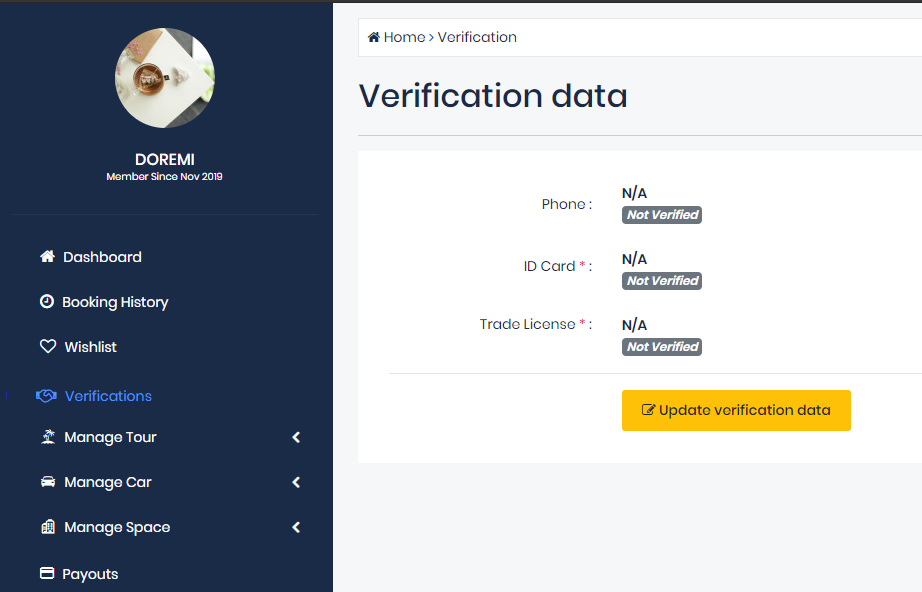 DOREMI
Member Since Nov 2019
Dashboard
Booking History
Wishlist
Verifications
Manage Tour
Manage Car
Manage Space
Payouts
Home › Verification
Verification data
Phone : N/A
Not Verified
ID Card * : N/A
Not Verified
Trade License * : N/A
Not Verified
Update verification data